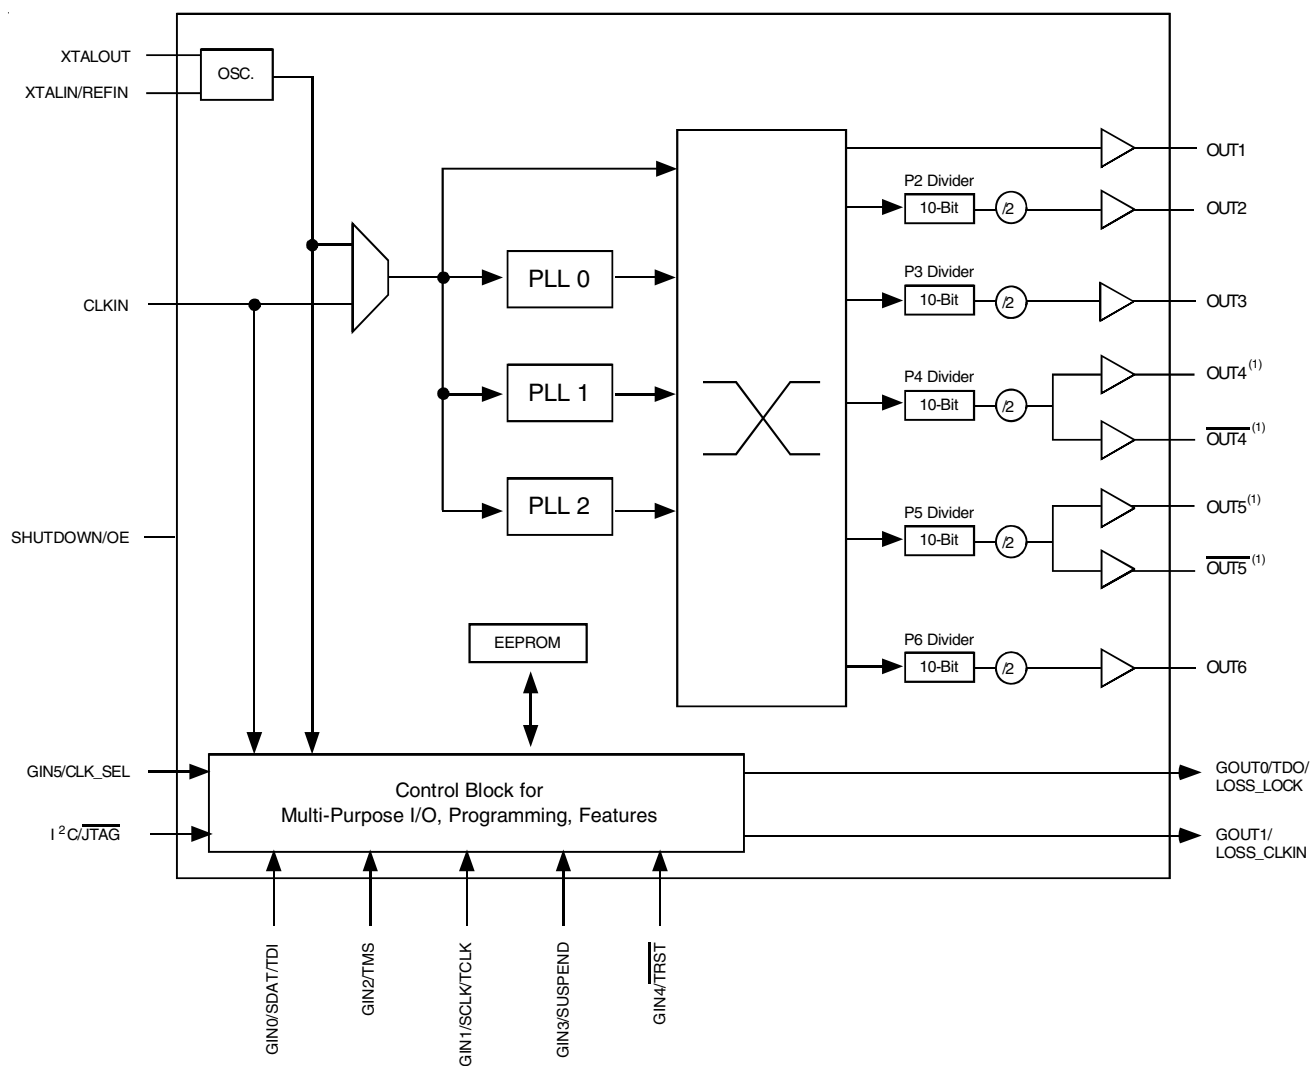 XTALOUT
OSC.
XTALIN/REFIN
OUT1
P2 Divider
10-Bit
/2
OUT2
PLL 0
P3 Divider
10-Bit
/2
OUT3
CLKIN
PLL 1
P4 Divider
10-Bit
/2
OUT4(1)
OUT4(1)
PLL 2
P5 Divider
10-Bit
/2
OUT5(1)
OUT5(1)
SHUTDOWN/OE
EEPROM
P6 Divider
10-Bit
/2
OUT6
GIN5/CLK_SEL
I2C/JTAG
Control Block for
Multi-Purpose I/O, Programming, Features
GOUT0/TDO/
LOSS_LOCK
GOUT1/
LOSS_CLKIN
GIN0/SDAT/TDI
GIN2/TMS
GIN1/SCLK/TCLK
GIN3/SUSPEND
GIN4/TRST